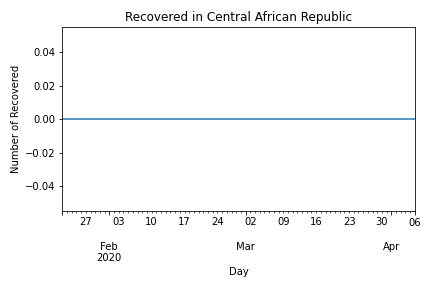 Recovered in Central African Republic
Number of Recovered
0.04
0.02
0.00
−0.02
−0.04
27 03 10 17 24 02 09 16 23 30 06
Feb Mar Apr
2020
Day